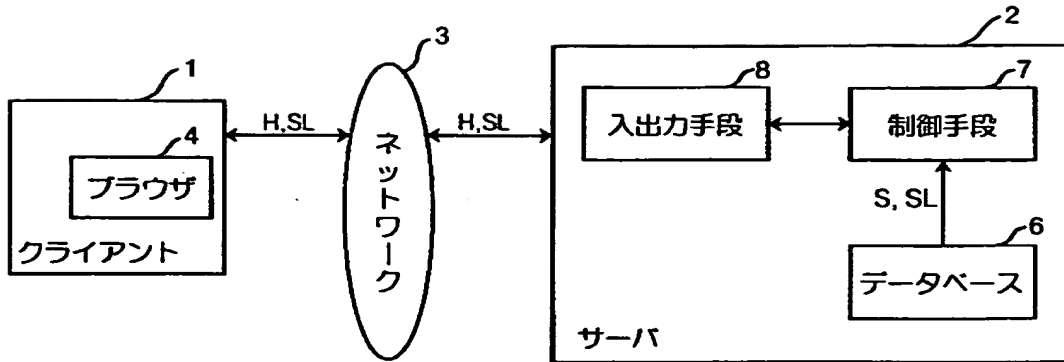 1
4
ブラウザ
クライアント
H,SL
3
ネットワーク
H,SL
2
8
入出力手段
7
制御手段
S, SL
6
データベース
サーバ